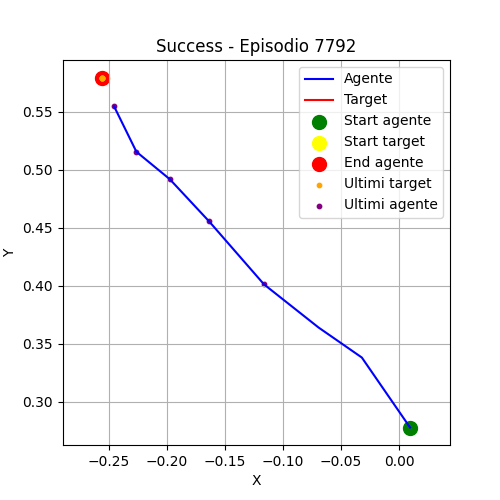 Success - Episodio 7792
Agente
Target
Start agente
Start target
End agente
Ultimi target
Ultimi agente
0.55
0.50
0.45
0.40
0.35
0.30
Y
−0.25 −0.20 −0.15 −0.10 −0.05 0.00
X